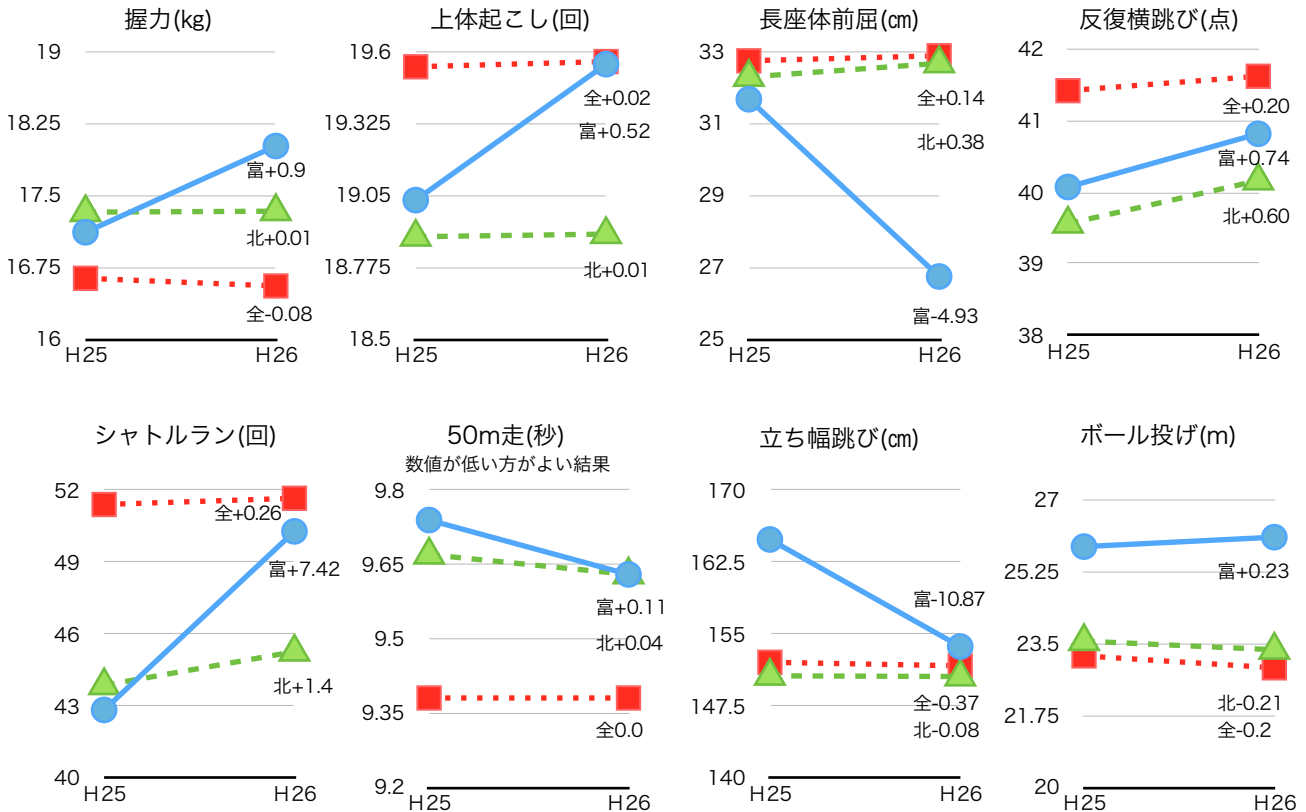 握力(kg)
19
18.25
17.5
16.75
16
富+0.9
北+0.01
全-0.08
H25
H26
上体起こし(回)
19.6
19.325
19.05
18.775
18.5
全+0.02
富+0.52
北+0.01
H25
H26
長座体前屈(㎝)
33
31
29
27
25
全+0.14
北+0.38
富-4.93
H25
H26
反復横跳び(点)
42
41
40
39
38
全+0.20
富+0.74
北+0.60
H25
H26
シャトルラン(回)
52
49
46
43
40
全+0.26
富+7.42
北+1.4
H25
H26
50m走(秒)
数値が低い方がよい結果
9.8
9.65
9.5
9.35
9.2
富+0.11
北+0.04
全0.0
H25
H26
立ち幅跳び(㎝)
170
162.5
155
147.5
140
富-10.87
全-0.37
北-0.08
H25
H26
ボール投げ(m)
27
25.25
23.5
21.75
20
富+0.23
北-0.21
全-0.2
H25
H26